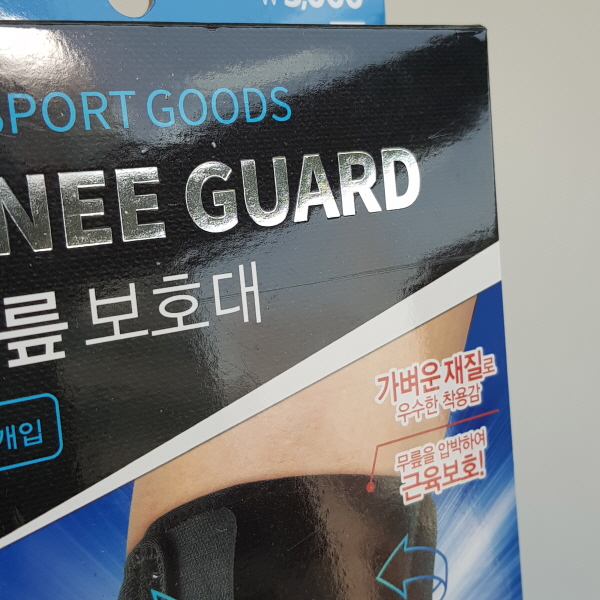 SPORT GOODS
NEE GUARD
릎 보호대
개입
가벼운 재질로
우수한 착용감
무릎을 압박하여
근육보호!